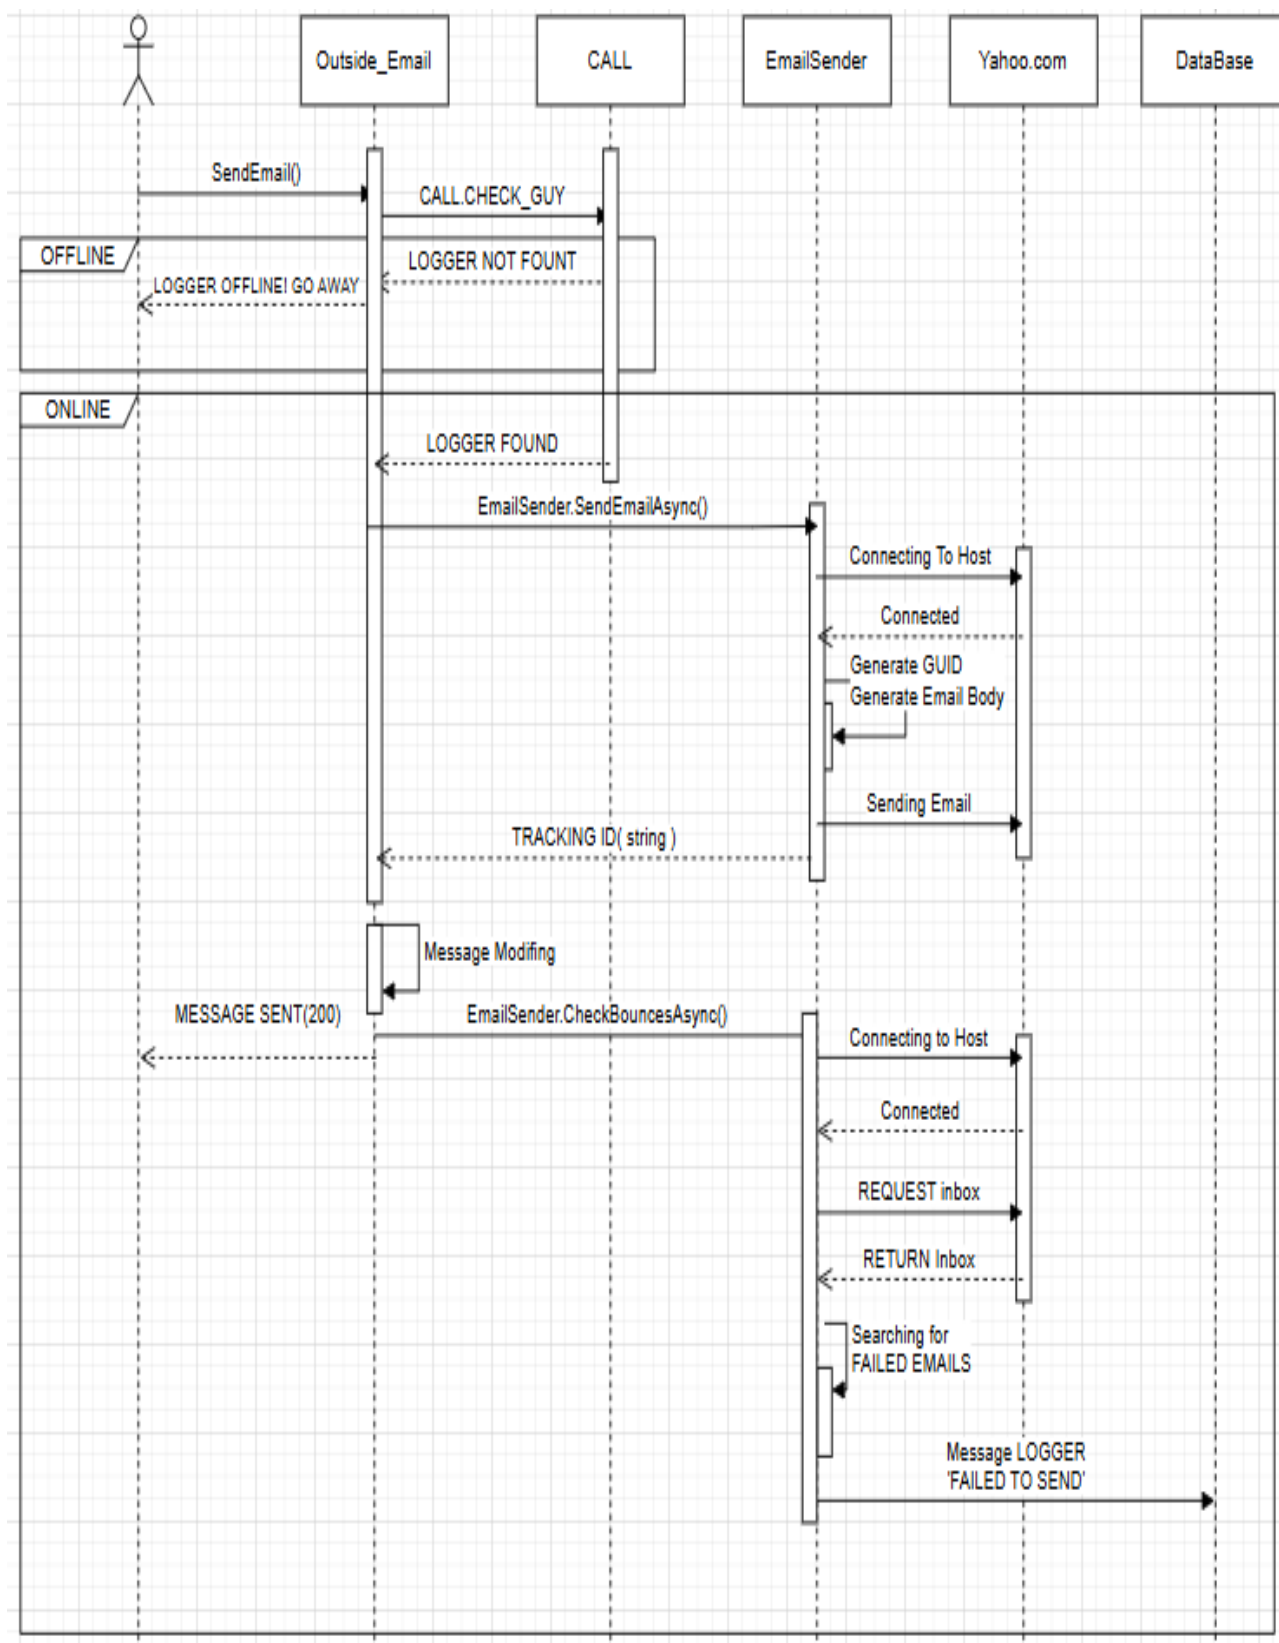 Outside_Email
CALL
EmailSender
Yahoo.com
DataBase
SendEmail()
CALL.CHECK_GUY
OFFLINE
LOGGER NOT FOUNT
LOGGER OFFLINE! GO AWAY
ONLINE
LOGGER FOUND
EmailSender.SendEmailAsync()
Connecting To Host
Connected
Generate GUID
Generate Email Body
Sending Email
TRACKING ID( string )
Message Modifing
MESSAGE SENT(200)
EmailSender.CheckBouncesAsync()
Connecting to Host
Connected
REQUEST inbox
RETURN Inbox
Searching for
FAILED EMAILS
Message LOGGER
'FAILED TO SEND'